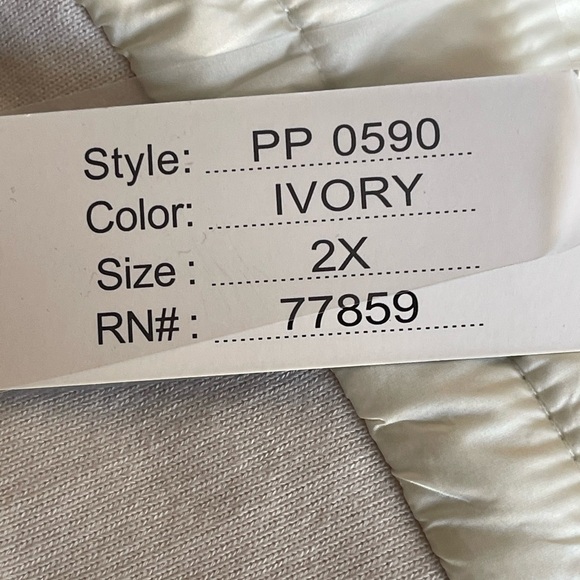 Style: PP 0590
Color: IVORY
Size : 2X
RN# : 77859